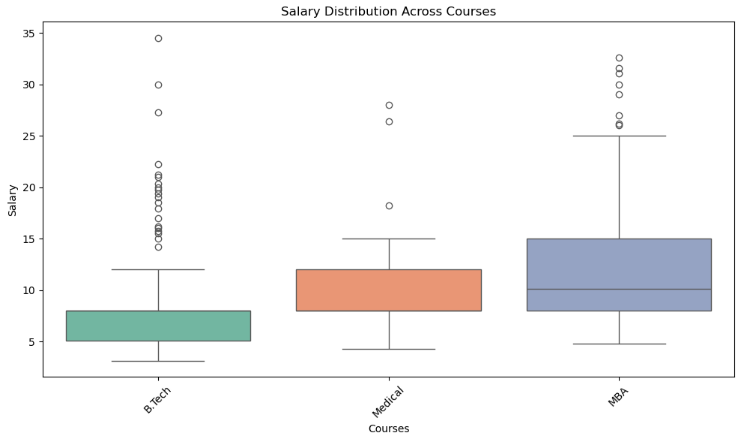 Salary Distribution Across Courses
35
30
25
20
15
10
5
Salary
B.Tech
Medical
MBA
Courses